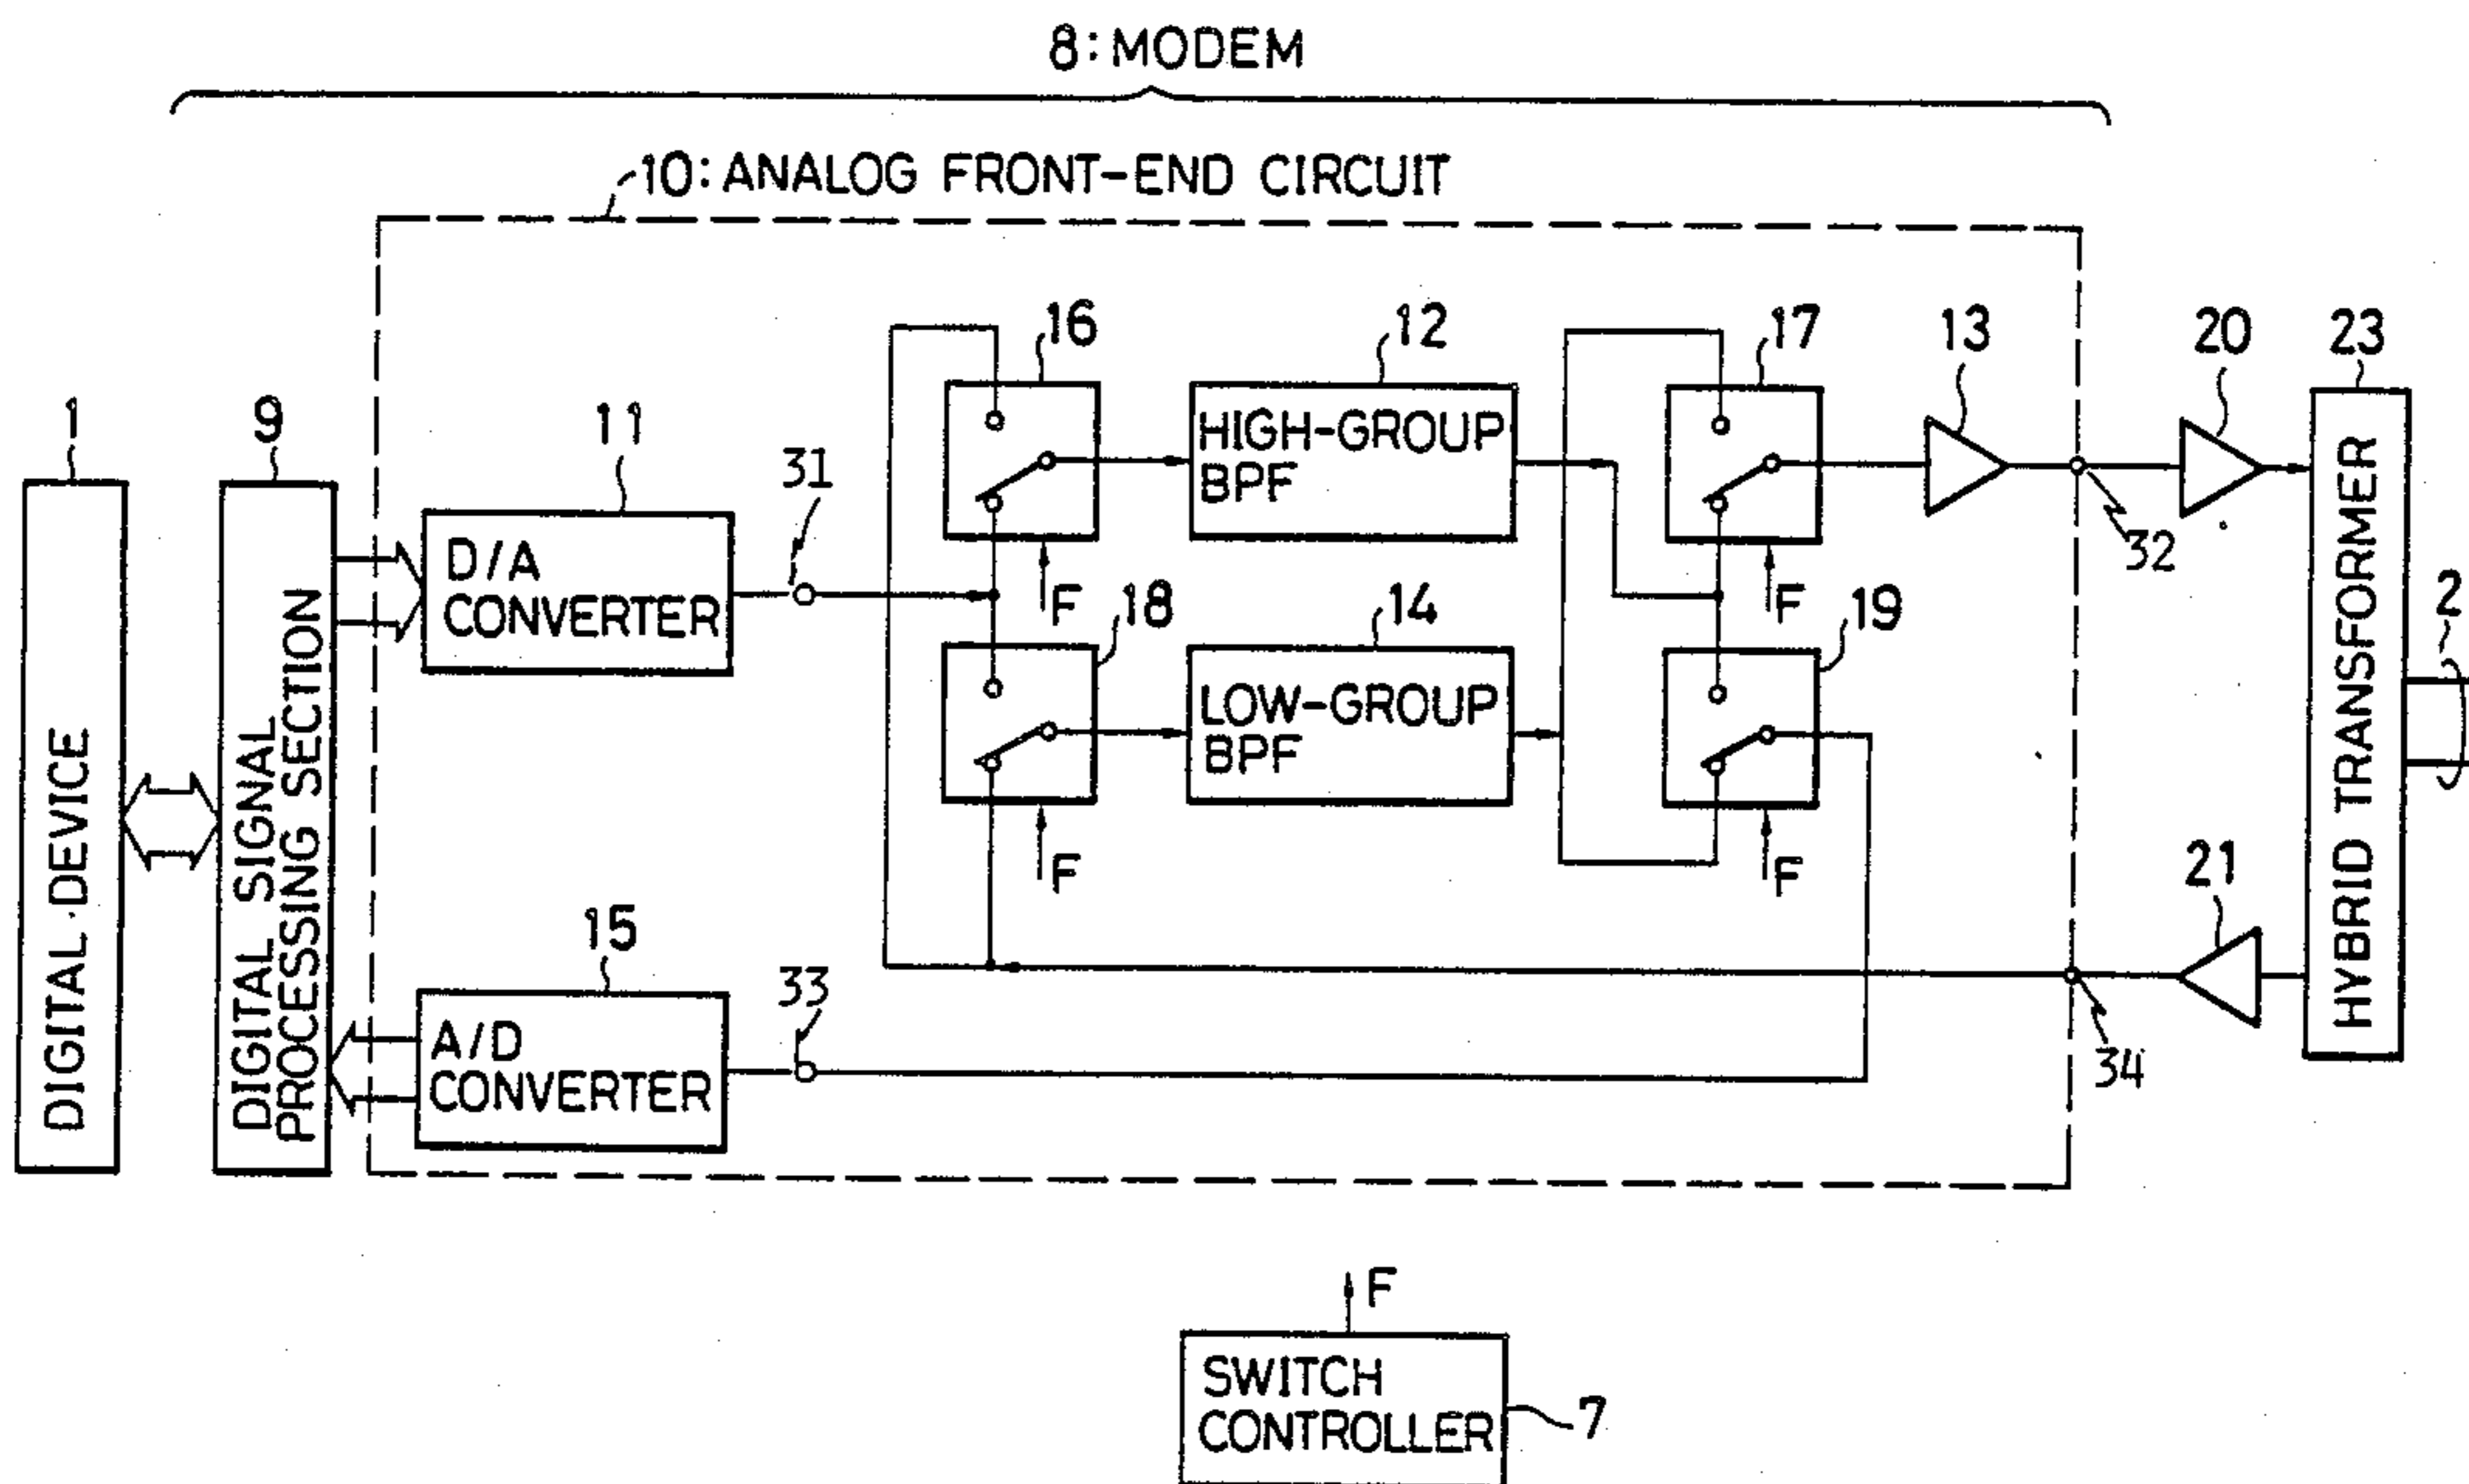 8: MODEM
10: ANALOG FRONT-END CIRCUIT
16
12
17
13
20
23
1
9
11
31
HIGH-GROUP
BPF
32
D/A
CONVERTER
F
18
14
F
19
2
LOW-GROUP
BPF
DIGITAL DEVICE
DIGITAL SIGNAL
PROCESSING SECTION
HYBRID TRANSFORMER
F
F
21
15
33
A/D
CONVERTER
34
F
SWITCH
CONTROLLER
7